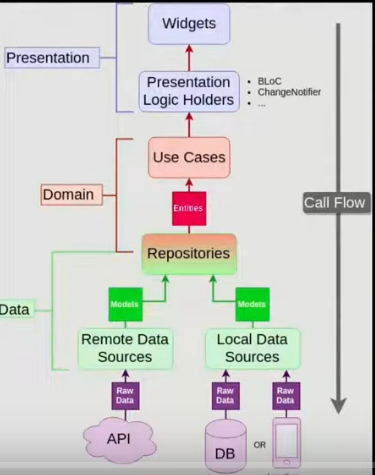 Widgets
Presentation
Presentation
Logic Holders
• BLoC
• ChangeNotifier
• ...
Use Cases
Domain
Entities
Call Flow
Repositories
Data
Models
Models
Remote Data
Sources
Local Data
Sources
Raw
Data
Raw
Data
Raw
Data
API
DB
OR